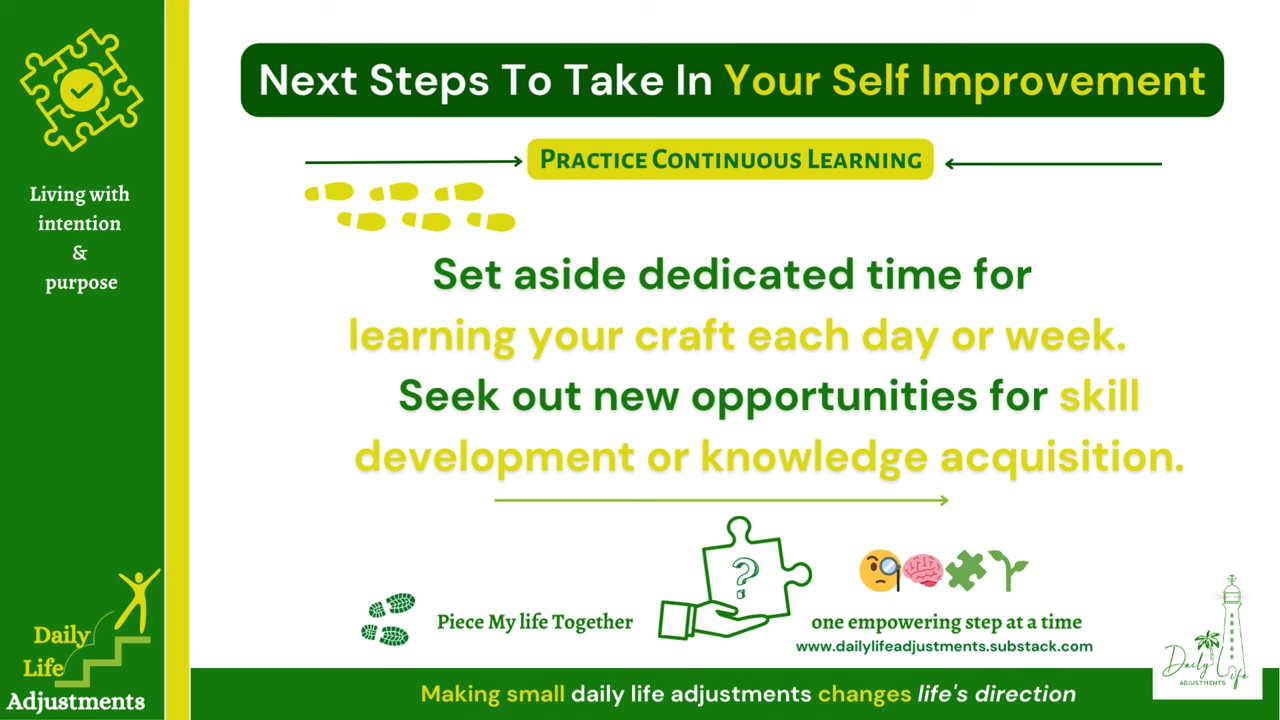 Next Steps To Take In Your Self Improvement
Practice Continuous Learning
Living with
intention
&
purpose
Set aside dedicated time for
learning your craft each day or week.
Seek out new opportunities for skill
development or knowledge acquisition.
?
Piece My life Together
one empowering step at a time
www.dailylifeadjustments.substack.com
Daily
Life
Adjustments
Making small daily life adjustments changes life's direction
Daily Life
ADJUSTMENTS